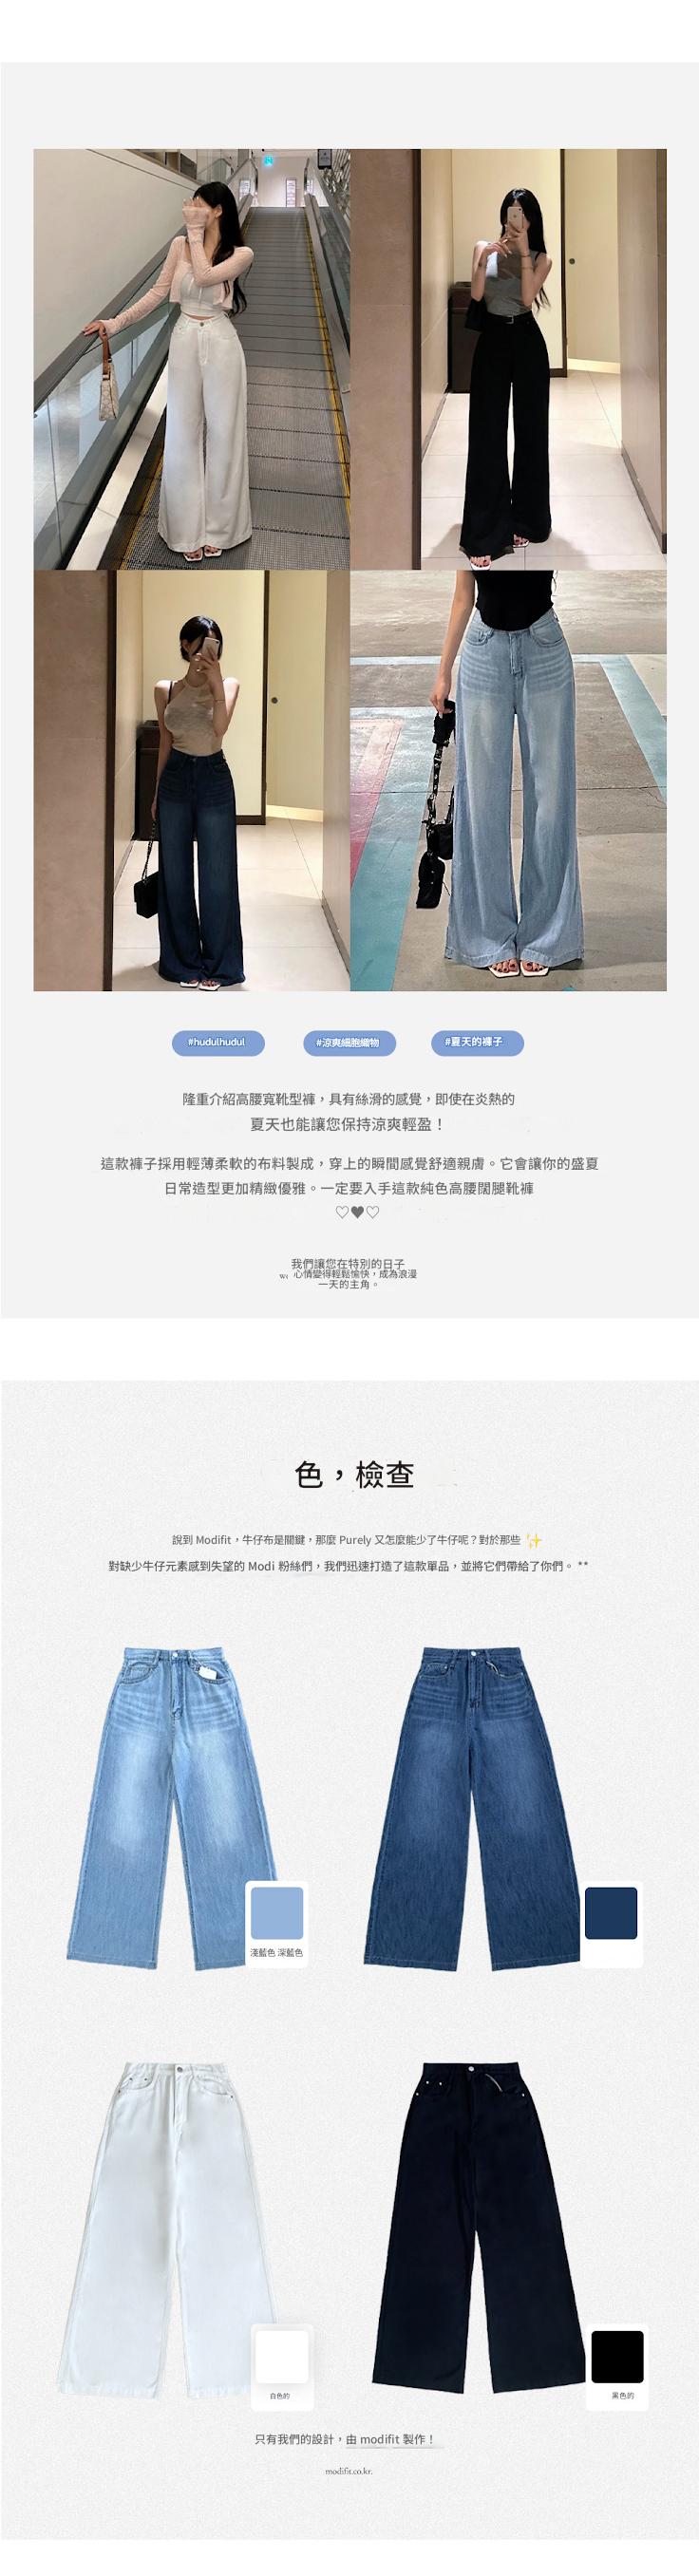 #hudulhudul
#涼爽細胞織物
#夏天的褲子
隆重介紹高腰寬靴型褲，具有絲滑的感覺，即使在炎熱的
夏天也能讓您保持涼爽輕盈！
這款褲子採用輕薄柔軟的布料製成，穿上的瞬間感覺舒適親膚。它會讓你的盛夏
日常造型更加精緻優雅。一定要入手這款純色高腰闊腿靴褲
♡♥♡
我們讓您在特別的日子
心情變得輕鬆愉快，成為浪漫
一天的主角。
色，檢查
說到 Modifit，牛仔布是關鍵，那麼 Purely 又怎麼能少了牛仔呢？對於那些 ✨
對缺少牛仔元素感到失望的 Modi 粉絲們，我們迅速打造了這款單品，並將它們帶給了你們。 **
淺藍色 深藍色
白色的
黑色的
只有我們的設計，由 modifit 製作！
modifit.co.kr.